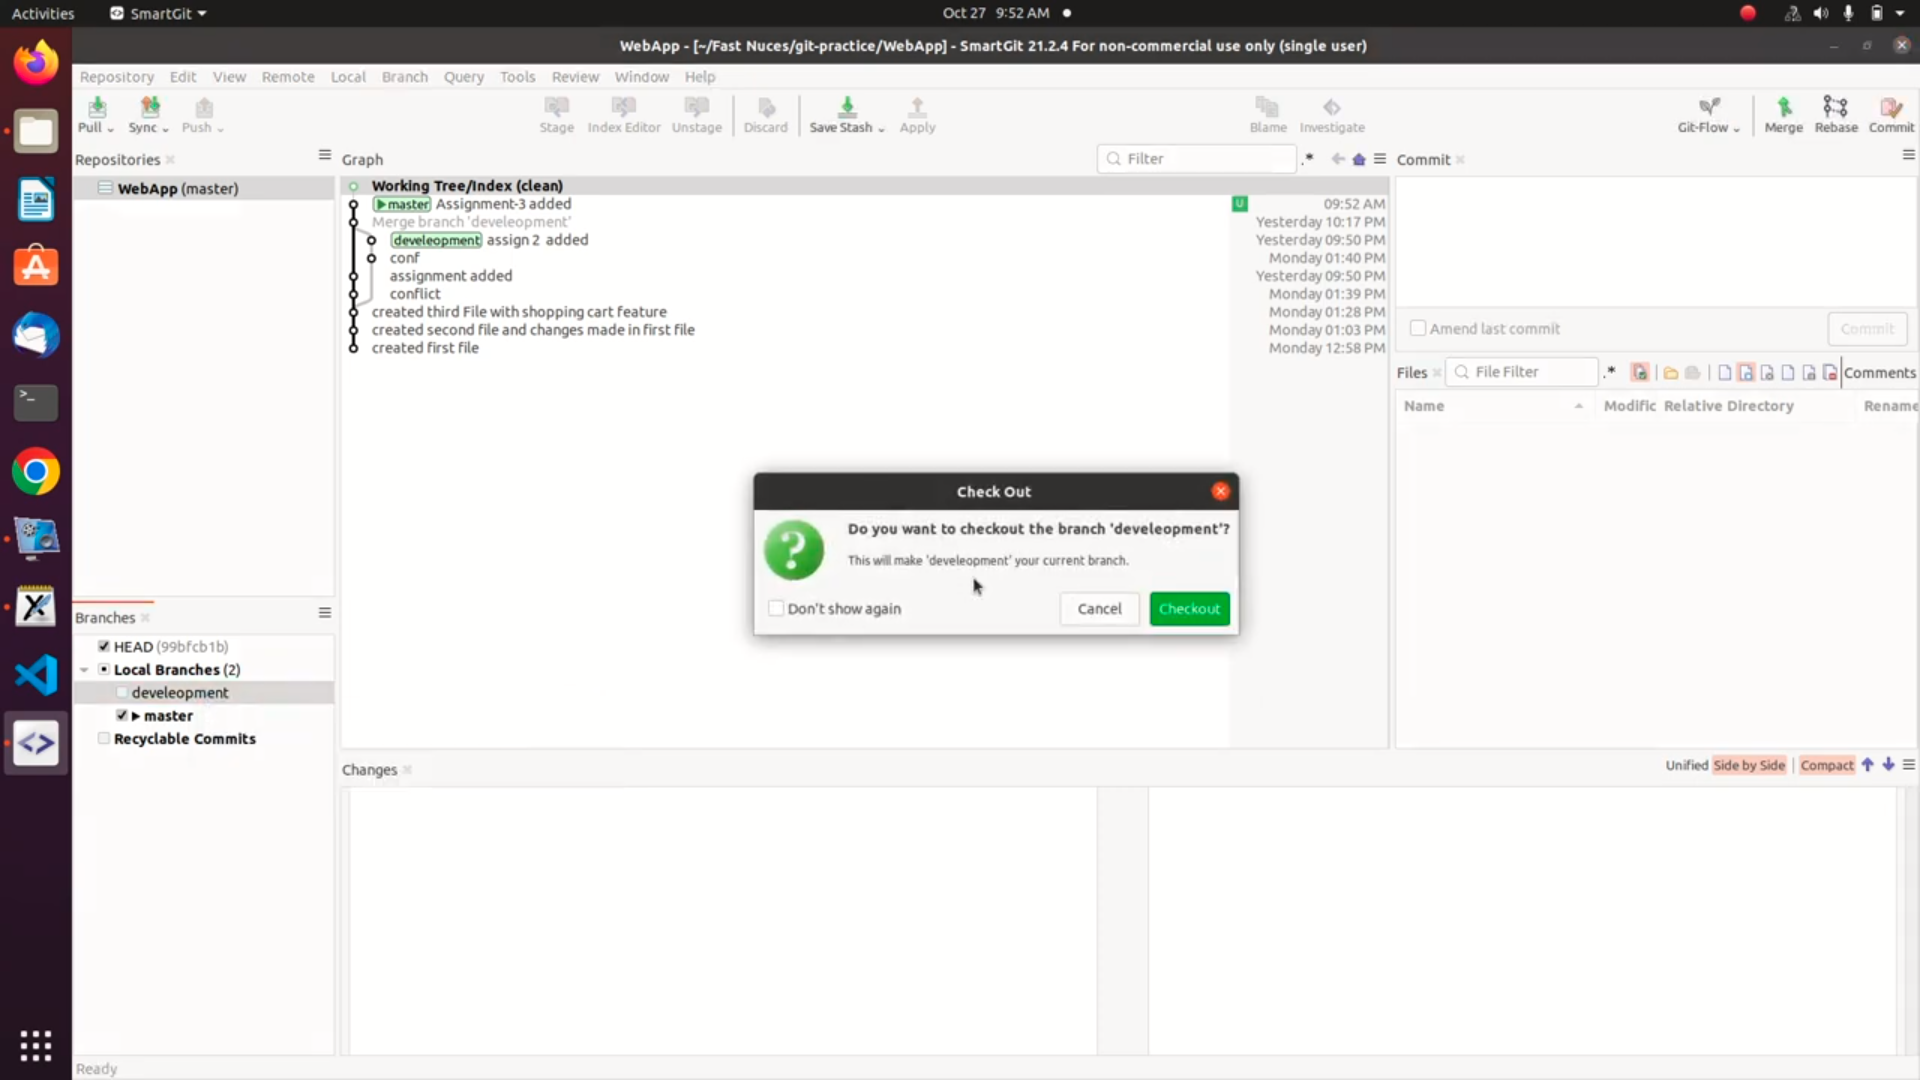 Activities
SmartGit
Oct 27 9:52 AM
WebApp - [~/Fast Nuces/git-practice/WebApp] - SmartGit 21.2.4 For non-commercial use only (single user)
Repository Edit View Remote Local Branch Query Tools Review Window Help
Pull Sync Push Stage Index Editor Unstage Discard Save Stash Apply Blame Investigate Git-Flow Merge Rebase Commit
Repositories
WebApp (master)
Graph
Filter
.*
Working Tree/Index (clean)
master Assignment-3 added U 09:52 AM
Merge branch 'develeopment' Yesterday 10:17 PM
develeopment assign 2 added Yesterday 09:50 PM
conf Monday 01:40 PM
assignment added Yesterday 09:50 PM
conflict Monday 01:39 PM
created third File with shopping cart feature Monday 01:28 PM
created second file and changes made in first file Monday 01:03 PM
created first file Monday 12:58 PM
Commit
Amend last commit
Commit
Files
File Filter
.*
Comments
Name Modific Relative Directory Rename
Check Out
?
Do you want to checkout the branch 'develeopment'?
This will make 'develeopment' your current branch.
Don't show again
Cancel
Checkout
Branches
HEAD (99bfcb1b)
Local Branches (2)
develeopment
master
Recyclable Commits
Changes
Unified Side by Side Compact
Ready